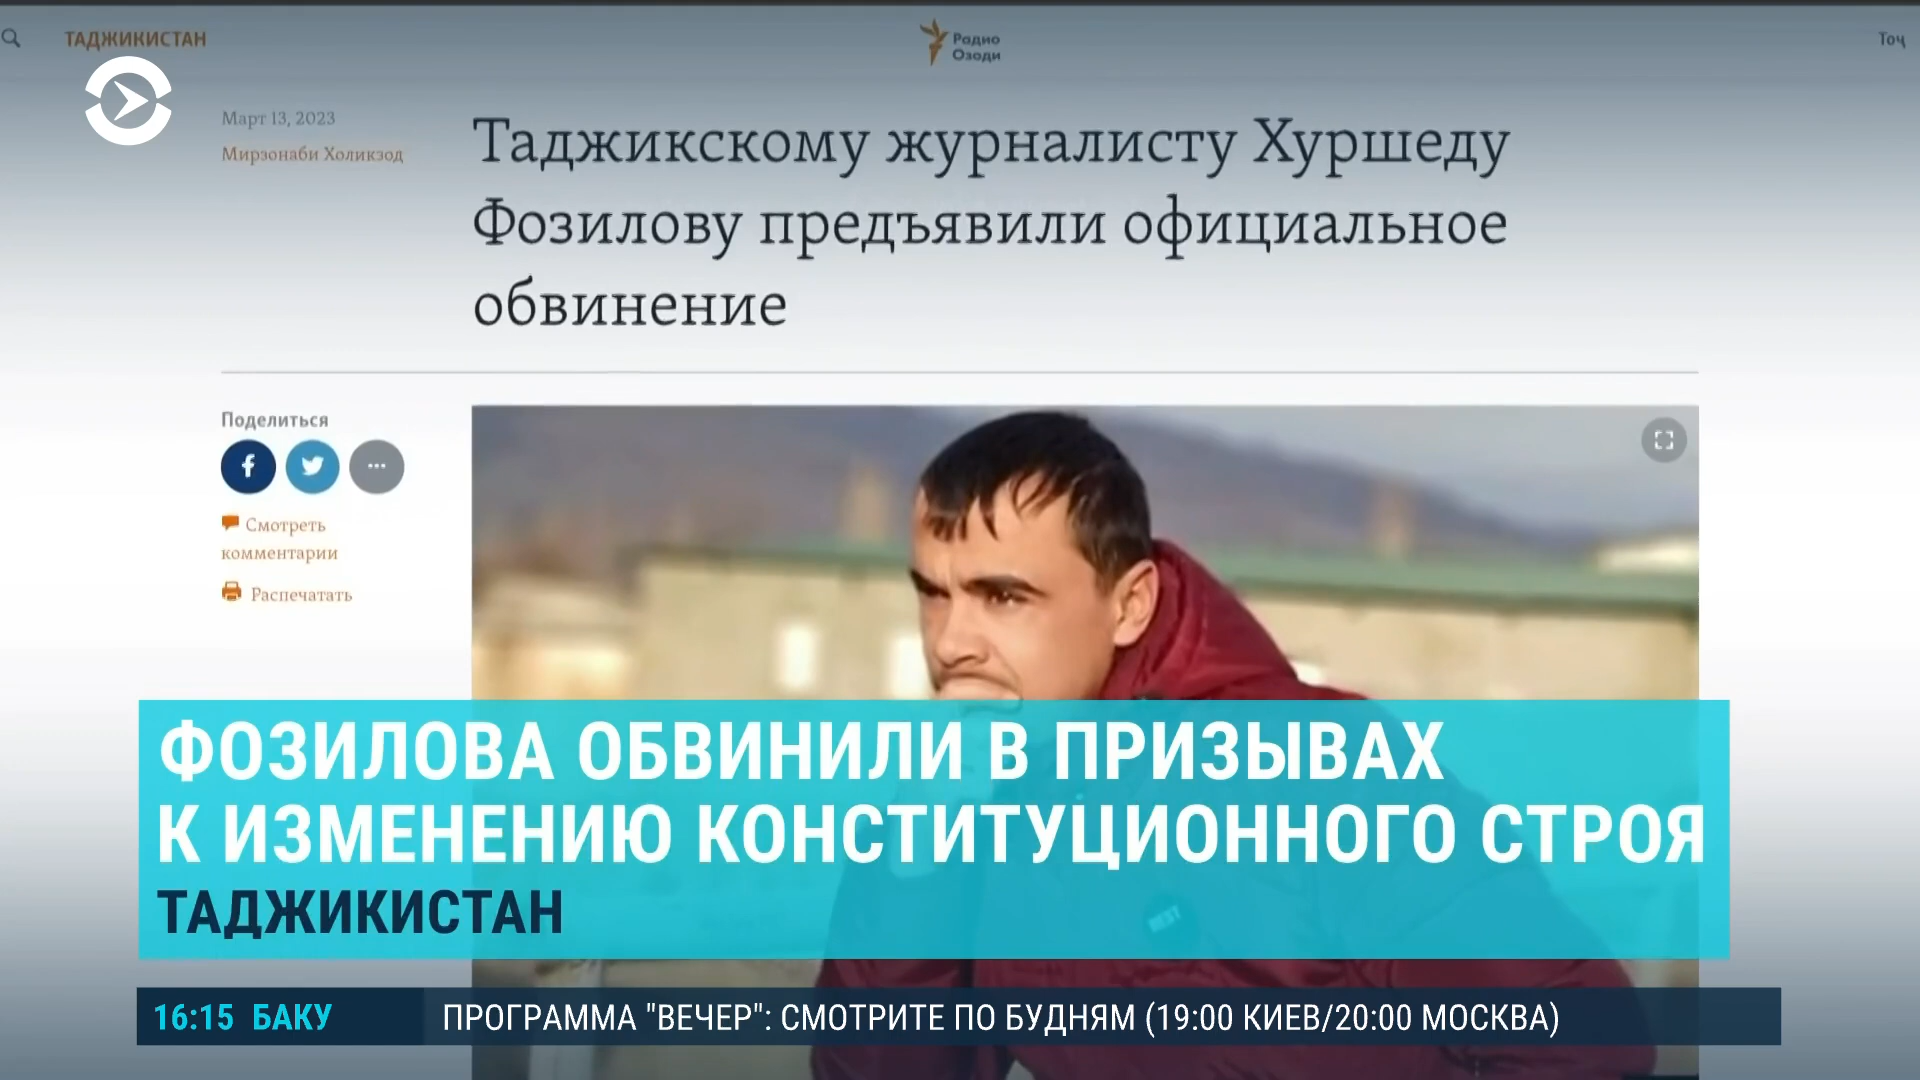 ТАДЖИКИСТАН
Радио
Озоди
Тоҷ
Март 13, 2023
Мирзонаби Холикзод
Таджикскому журналисту Хуршеду
Фозилову предъявили официальное
обвинение
Поделиться
Смотреть
комментарии
Распечатать
ФОЗИЛОВА ОБВИНИЛИ В ПРИЗЫВАХ
К ИЗМЕНЕНИЮ КОНСТИТУЦИОННОГО СТРОЯ
ТАДЖИКИСТАН
16:15 БАКУ
ПРОГРАММА "ВЕЧЕР": СМОТРИТЕ ПО БУДНЯМ (19:00 КИЕВ/20:00 МОСКВА)